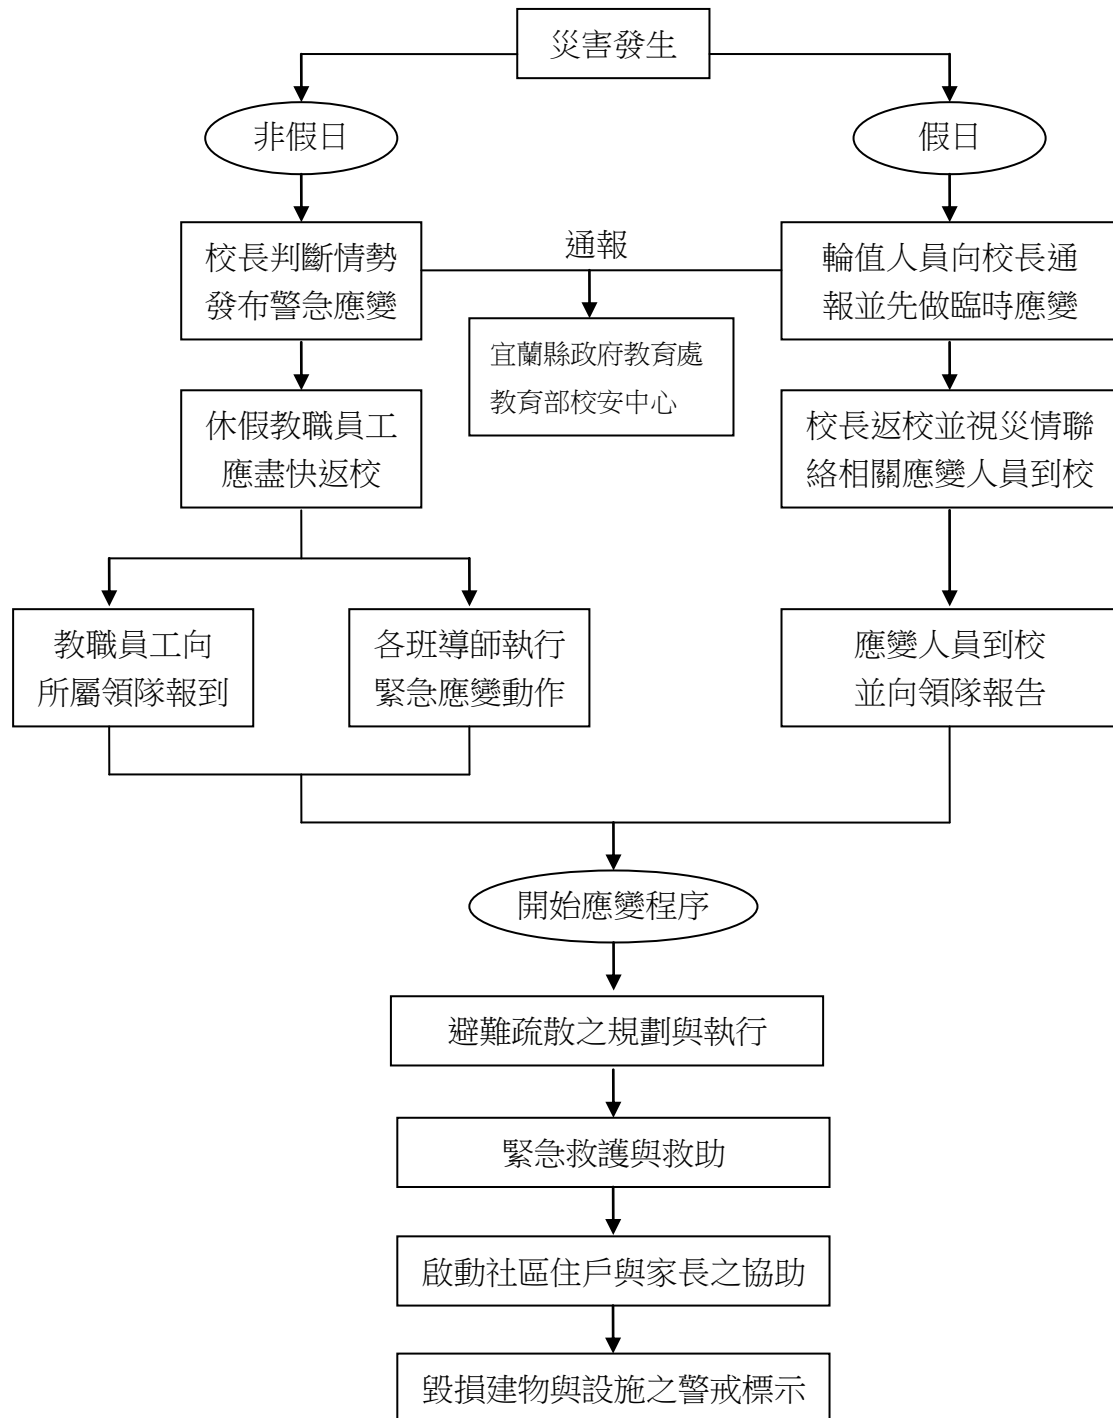 災害發生
非假日
假日
校長判斷情勢
發布警急應變
通報
輪值人員向校長通
報並先做臨時應變
宜蘭縣政府教育處
教育部校安中心
休假教職員工
應盡快返校
校長返校並視災情聯
絡相關應變人員到校
教職員工向
所屬領隊報到
各班導師執行
緊急應變動作
應變人員到校
並向領隊報告
開始應變程序
避難疏散之規劃與執行
緊急救護與救助
啟動社區住戶與家長之協助
毀損建物與設施之警戒標示